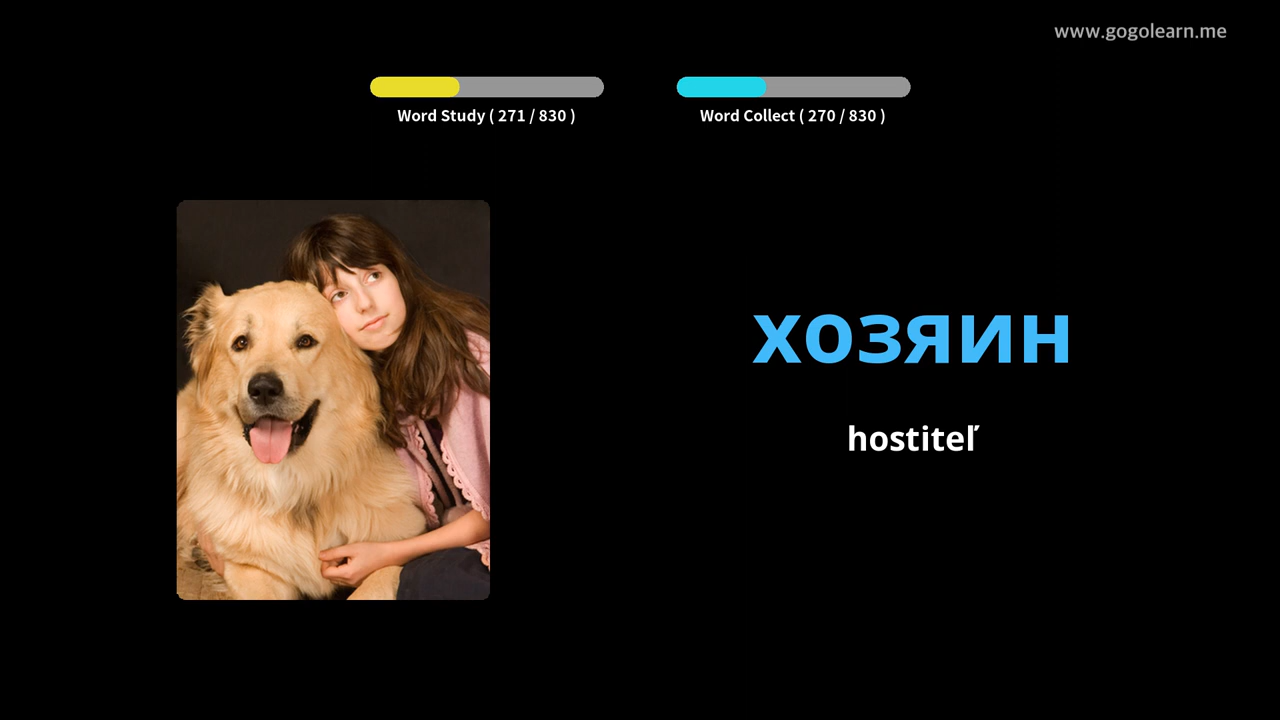 www.gogolearn.me
Word Study ( 271 / 830 )
Word Collect ( 270 / 830 )
хозяин
hostiteľ